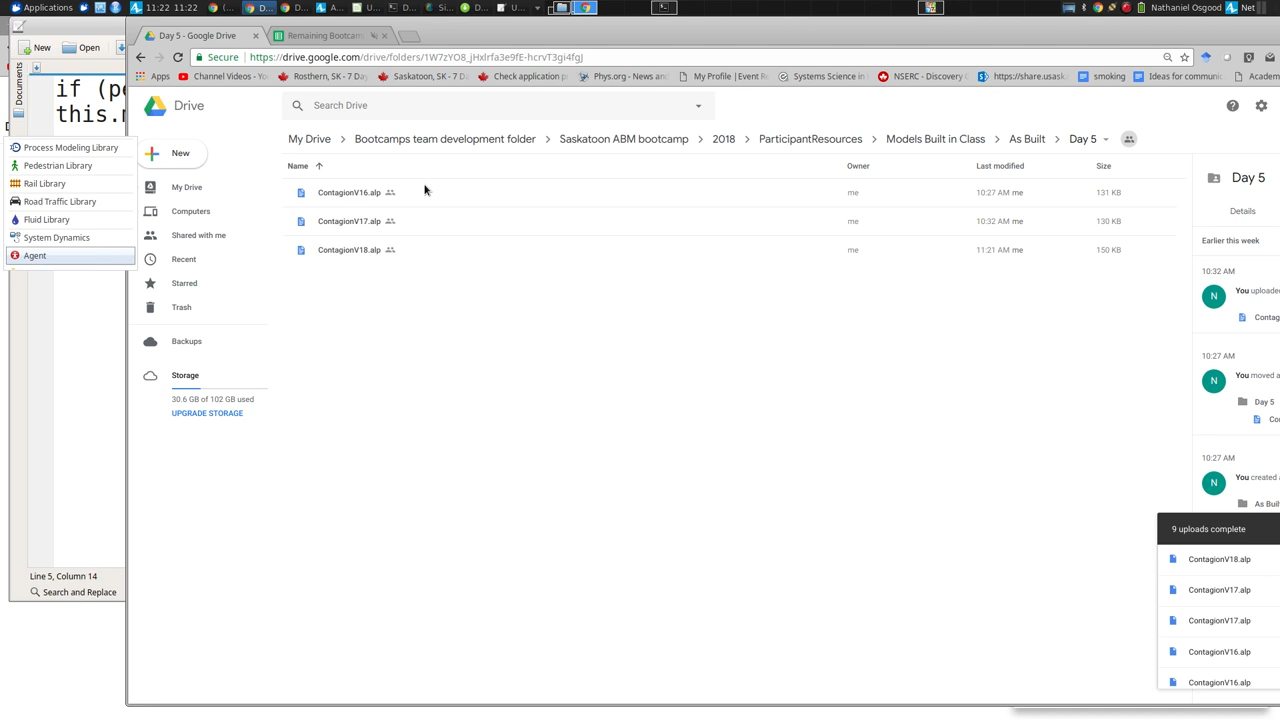 Applications 11:22 11:22 ( D... D... A... U... D... Si... D... U... Nathaniel Osgood Net
New Open
Documents
if (pe
this.m
Process Modeling Library
Pedestrian Library
Rail Library
Road Traffic Library
Fluid Library
System Dynamics
Agent
Line 5, Column 14
Search and Replace
Day 5 - Google Drive Remaining Bootcam
Secure https://drive.google.com/drive/folders/1W7zYO8_jHxlrfa3e9fE-hcrvT3gi4fgJ
Apps Channel Videos - Yo Rosthern, SK - 7 Day Saskatoon, SK - 7 D Check application p Phys.org - News and My Profile | Event R Systems Science in NSERC - Discovery https://share.usask smoking Ideas for communic Academ
Drive Search Drive
My Drive > Bootcamps team development folder > Saskatoon ABM bootcamp > 2018 > ParticipantResources > Models Built in Class > As Built > Day 5
New
My Drive
Computers
Shared with me
Recent
Starred
Trash
Backups
Storage
30.6 GB of 102 GB used
UPGRADE STORAGE
Name Owner Last modified Size
ContagionV16.alp me 10:27 AM me 131 KB
ContagionV17.alp me 10:32 AM me 130 KB
ContagionV18.alp me 11:21 AM me 150 KB
Day 5
Details
Earlier this week
10:32 AM
N You uploaded
Contag
10:27 AM
N You moved a
Day 5
Co
10:27 AM
N You created a
As Buil
9 uploads complete
ContagionV18.alp
ContagionV17.alp
ContagionV17.alp
ContagionV16.alp
ContagionV16.alp